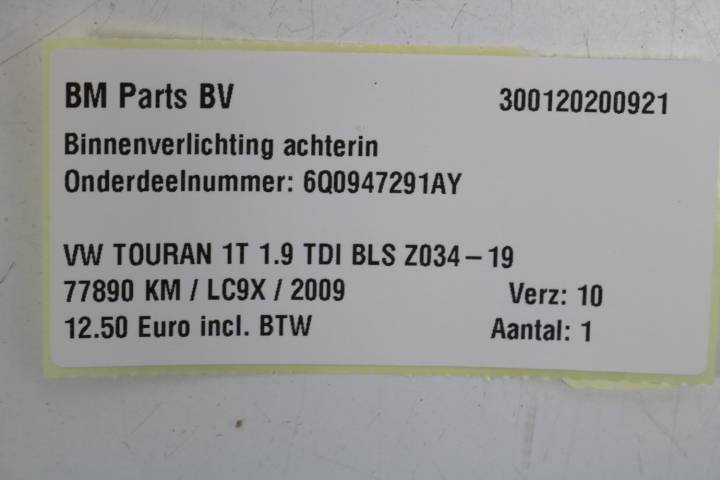 BM Parts BV 300120200921
Binnenverlichting achterin
Onderdeelnummer: 6Q0947291AY
VW TOURAN 1T 1.9 TDI BLS Z034-19
77890 KM / LC9X / 2009 Verz: 10
12.50 Euro incl. BTW Aantal: 1